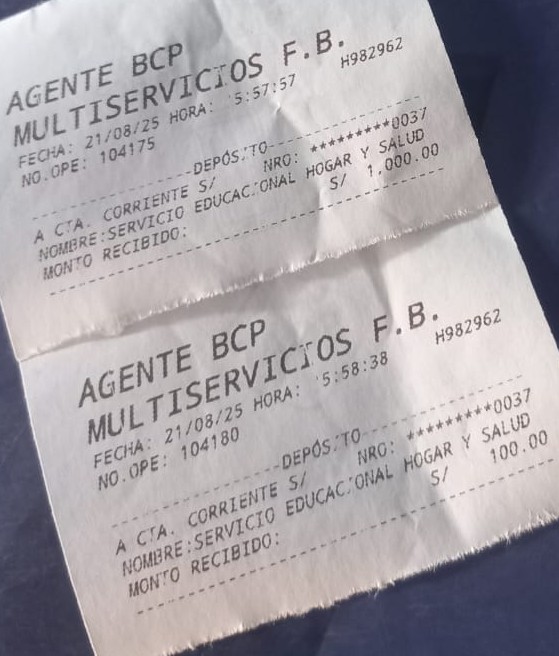 AGENTE BCP
MULTISERVICIOS F.B.
FECHA: 21/08/25 HORA: 5:57:57 H982962
NO.OPE: 104175
DEPÓSITO
A CTA. CORRIENTE S/ NRO: *********0037
NOMBRE:SERVICIO EDUCACIONAL HOGAR Y SALUD
MONTO RECIBIDO: S/ 1,000.00
AGENTE BCP
MULTISERVICIOS F.B.
FECHA: 21/08/25 HORA: 5:58:38 H982962
NO.OPE: 104180
DEPÓSITO
A CTA. CORRIENTE S/ NRO: *********0037
NOMBRE:SERVICIO EDUCACIONAL HOGAR Y SALUD
MONTO RECIBIDO: S/ 100.00